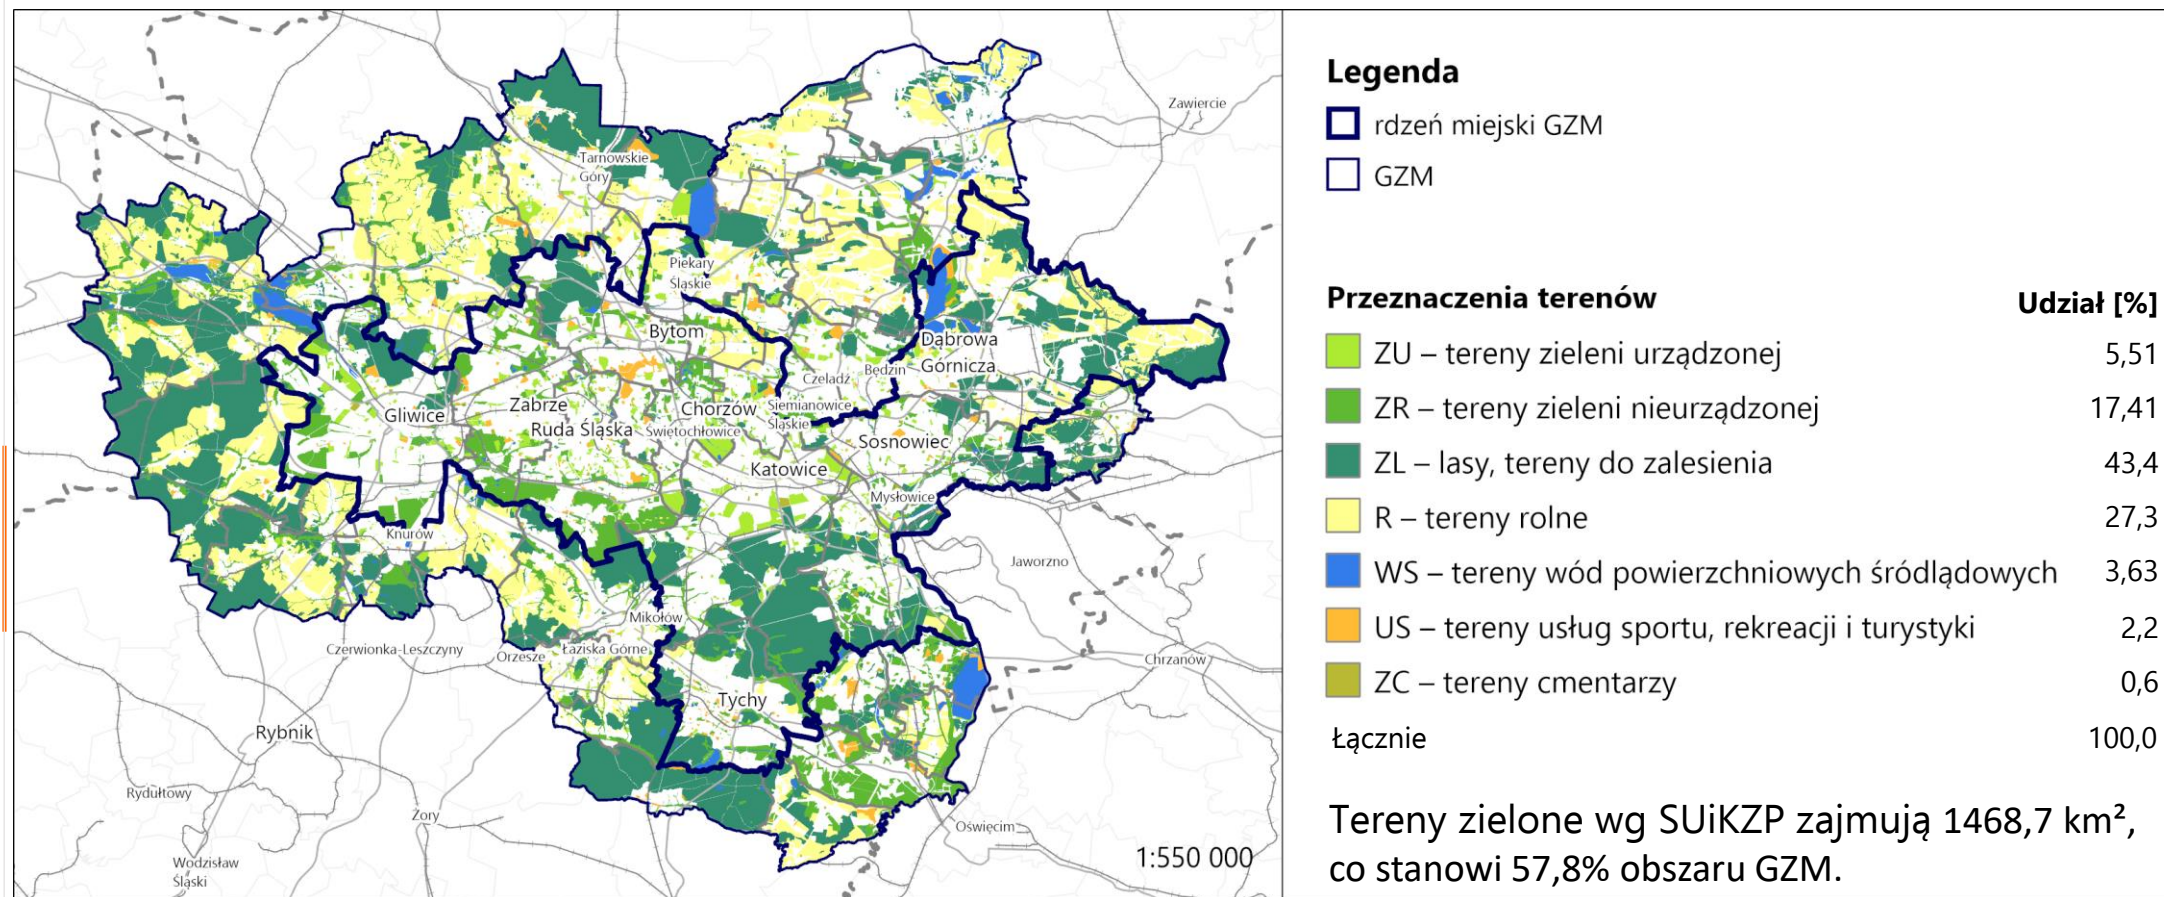 Zawiercie
Tarnowskie
Góry
Piekary
Śląskie
Bytom
Dąbrowa
Górnicza
Będzin
Czeladź
Gliwice
Zabrze
Chorzów
Siemianowice
Śląskie
Ruda Śląska
Świętochłowice
Sosnowiec
Katowice
Mysłowice
Knurów
Jaworzno
Mikołów
Czerwionka-Leszczyny
Orzesze
Łaziska Górne
Chrzanów
Tychy
Rybnik
Rydułtowy
Żory
Oświęcim
Wodzisław
Śląski
1:550 000
Legenda
rdzeń miejski GZM
GZM
Przeznaczenia terenów Udział [%]
ZU – tereny zieleni urządzonej 5,51
ZR – tereny zieleni nieurządzonej 17,41
ZL – lasy, tereny do zalesienia 43,4
R – tereny rolne 27,3
WS – tereny wód powierzchniowych śródlądowych 3,63
US – tereny usług sportu, rekreacji i turystyki 2,2
ZC – tereny cmentarzy 0,6
Łącznie 100,0
Tereny zielone wg SUiKZP zajmują 1468,7 km²,
co stanowi 57,8% obszaru GZM.